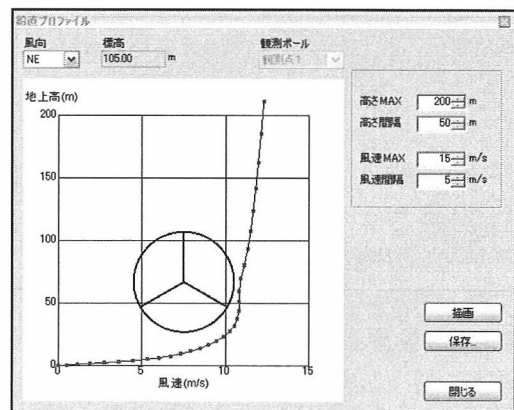 鉛直プロファイル
風向
標高
観測ポール
NE
105.00 m
観測点1
地上高(m)
200
150
100
50
0
0 5 10 15
風速(m/s)
高さMAX 200 m
高さ間隔 50 m
風速MAX 15 m/s
風速間隔 5 m/s
描画
保存...
閉じる